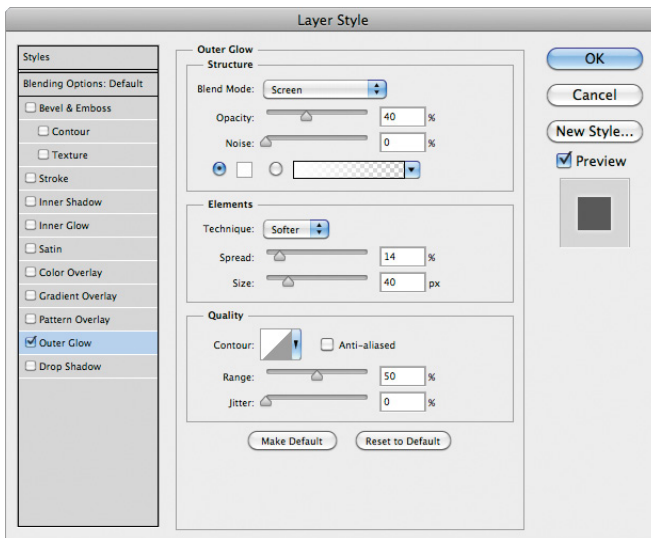 Layer Style
Styles
Blending Options: Default
Bevel & Emboss
Contour
Texture
Stroke
Inner Shadow
Inner Glow
Satin
Color Overlay
Gradient Overlay
Pattern Overlay
Outer Glow
Drop Shadow
Outer Glow
Structure
Blend Mode: Screen
Opacity: 40 %
Noise: 0 %
Elements
Technique: Softer
Spread: 14 %
Size: 40 px
Quality
Contour: Anti-aliased
Range: 50 %
Jitter: 0 %
Make Default Reset to Default
OK
Cancel
New Style...
Preview